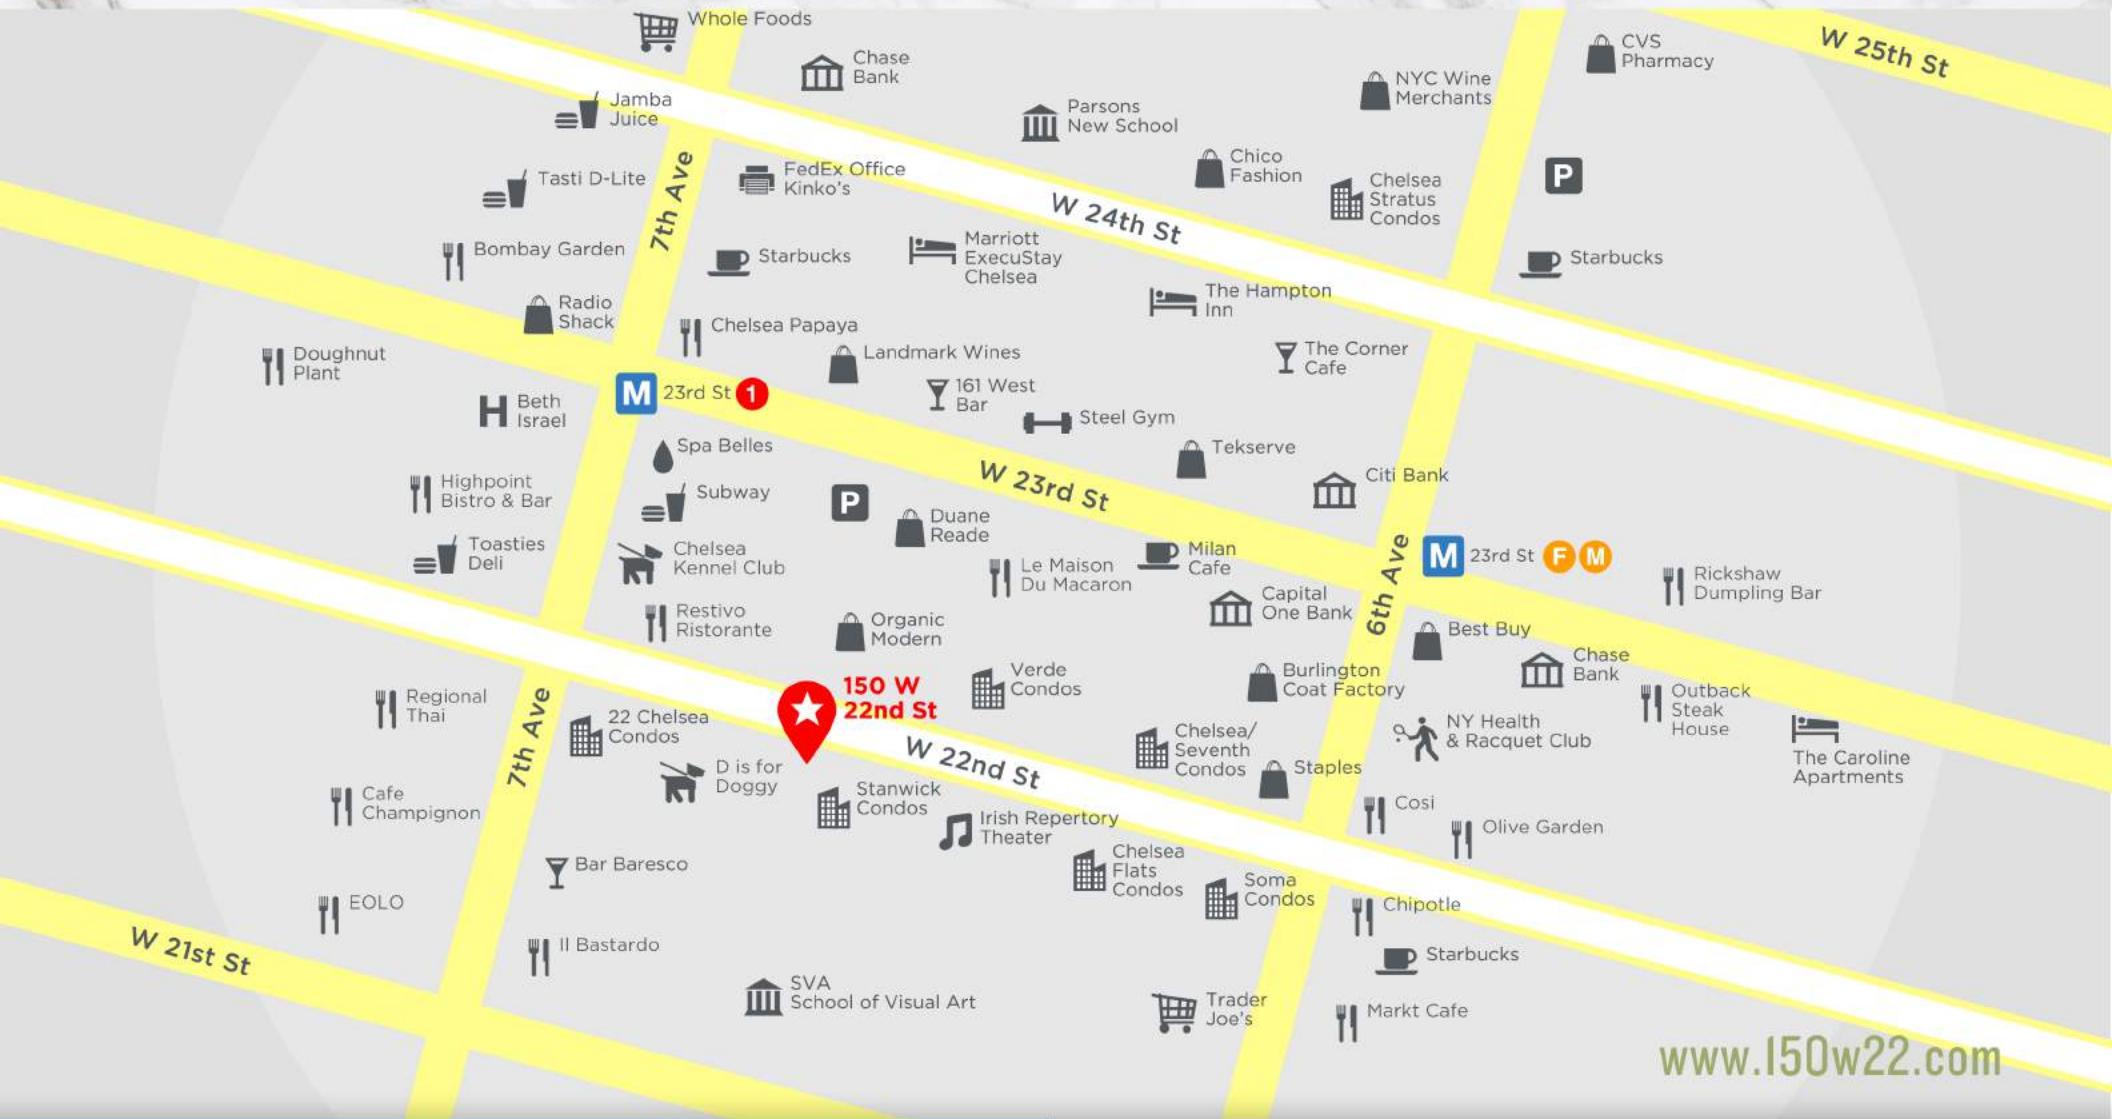 Whole Foods
W 25th St
CVS
Pharmacy
Chase
Bank
NYC Wine
Merchants
Jamba
Juice
Parsons
New School
Chico
Fashion
P
FedEx Office
Kinko's
Tasti D-Lite
7th Ave
Chelsea
Stratus
Condos
W 24th St
Marriott
ExecuStay
Chelsea
Bombay Garden
Starbucks
Starbucks
The Hampton
Inn
Radio
Shack
Chelsea Papaya
Landmark Wines
The Corner
Cafe
Doughnut
Plant
M 23rd St 1
161 West
Bar
H Beth
Israel
Steel Gym
Spa Belles
Tekserve
W 23rd St
Citi Bank
Highpoint
Bistro & Bar
Subway
P
Duane
Reade
Toasties
Deli
Chelsea
Kennel Club
Milan
Cafe
6th Ave
M 23rd St F M
Le Maison
Du Macaron
Rickshaw
Dumpling Bar
Capital
One Bank
Restivo
Ristorante
Organic
Modern
Best Buy
Chase
Bank
Verde
Condos
Burlington
Coat Factory
150 W
22nd St
Regional
Thai
7th Ave
22 Chelsea
Condos
Outback
Steak
House
W 22nd St
Chelsea/
Seventh
Condos
NY Health
& Racquet Club
Staples
The Caroline
Apartments
D is for
Doggy
Stanwick
Condos
Cafe
Champignon
Cosi
Irish Repertory
Theater
Olive Garden
Bar Baresco
Chelsea
Flats
Condos
Soma
Condos
EOLO
Chipotle
W 21st St
Il Bastardo
Starbucks
SVA
School of Visual Art
Trader
Joe's
Markt Cafe
www.150w22.com